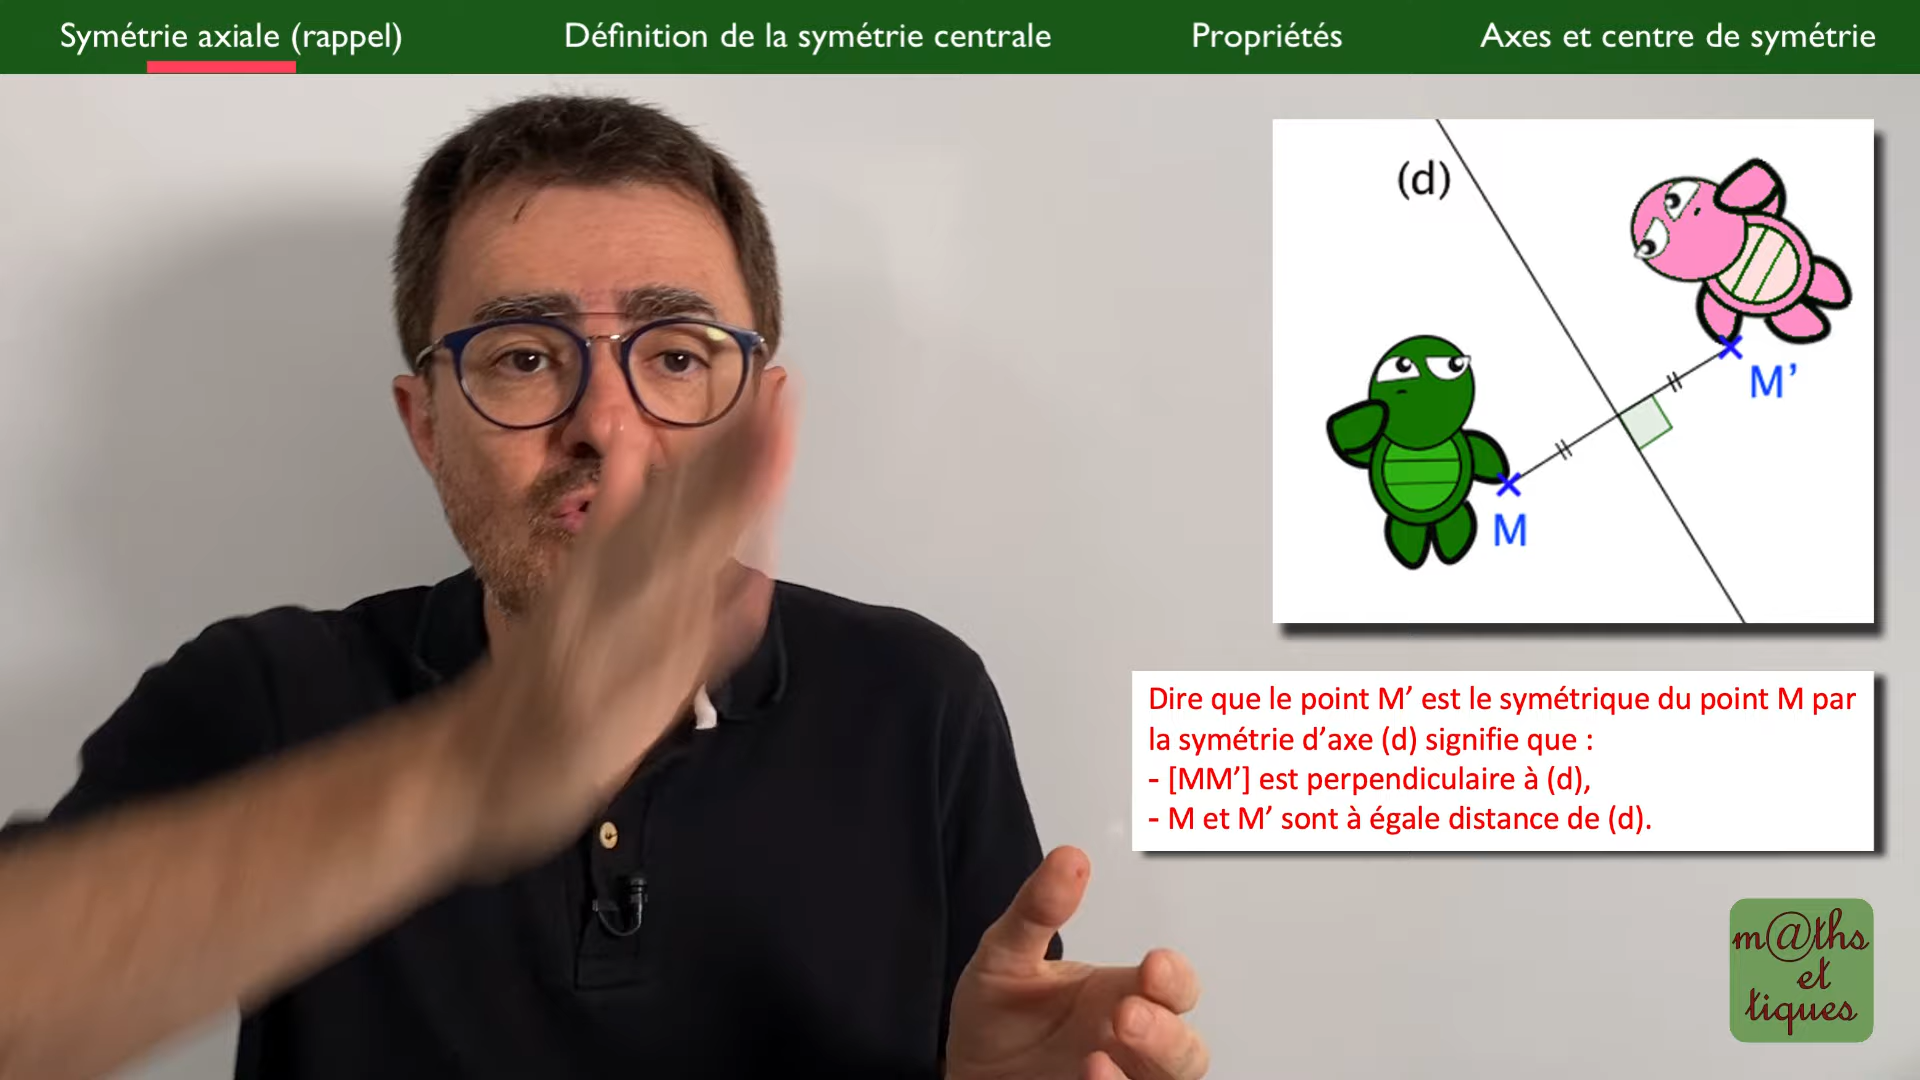 Symétrie axiale (rappel)
Définition de la symétrie centrale
Propriétés
Axes et centre de symétrie
(d)
M’
M
Dire que le point M’ est le symétrique du point M par
la symétrie d’axe (d) signifie que :
- [MM’] est perpendiculaire à (d),
- M et M’ sont à égale distance de (d).
m@ths
et
tiques